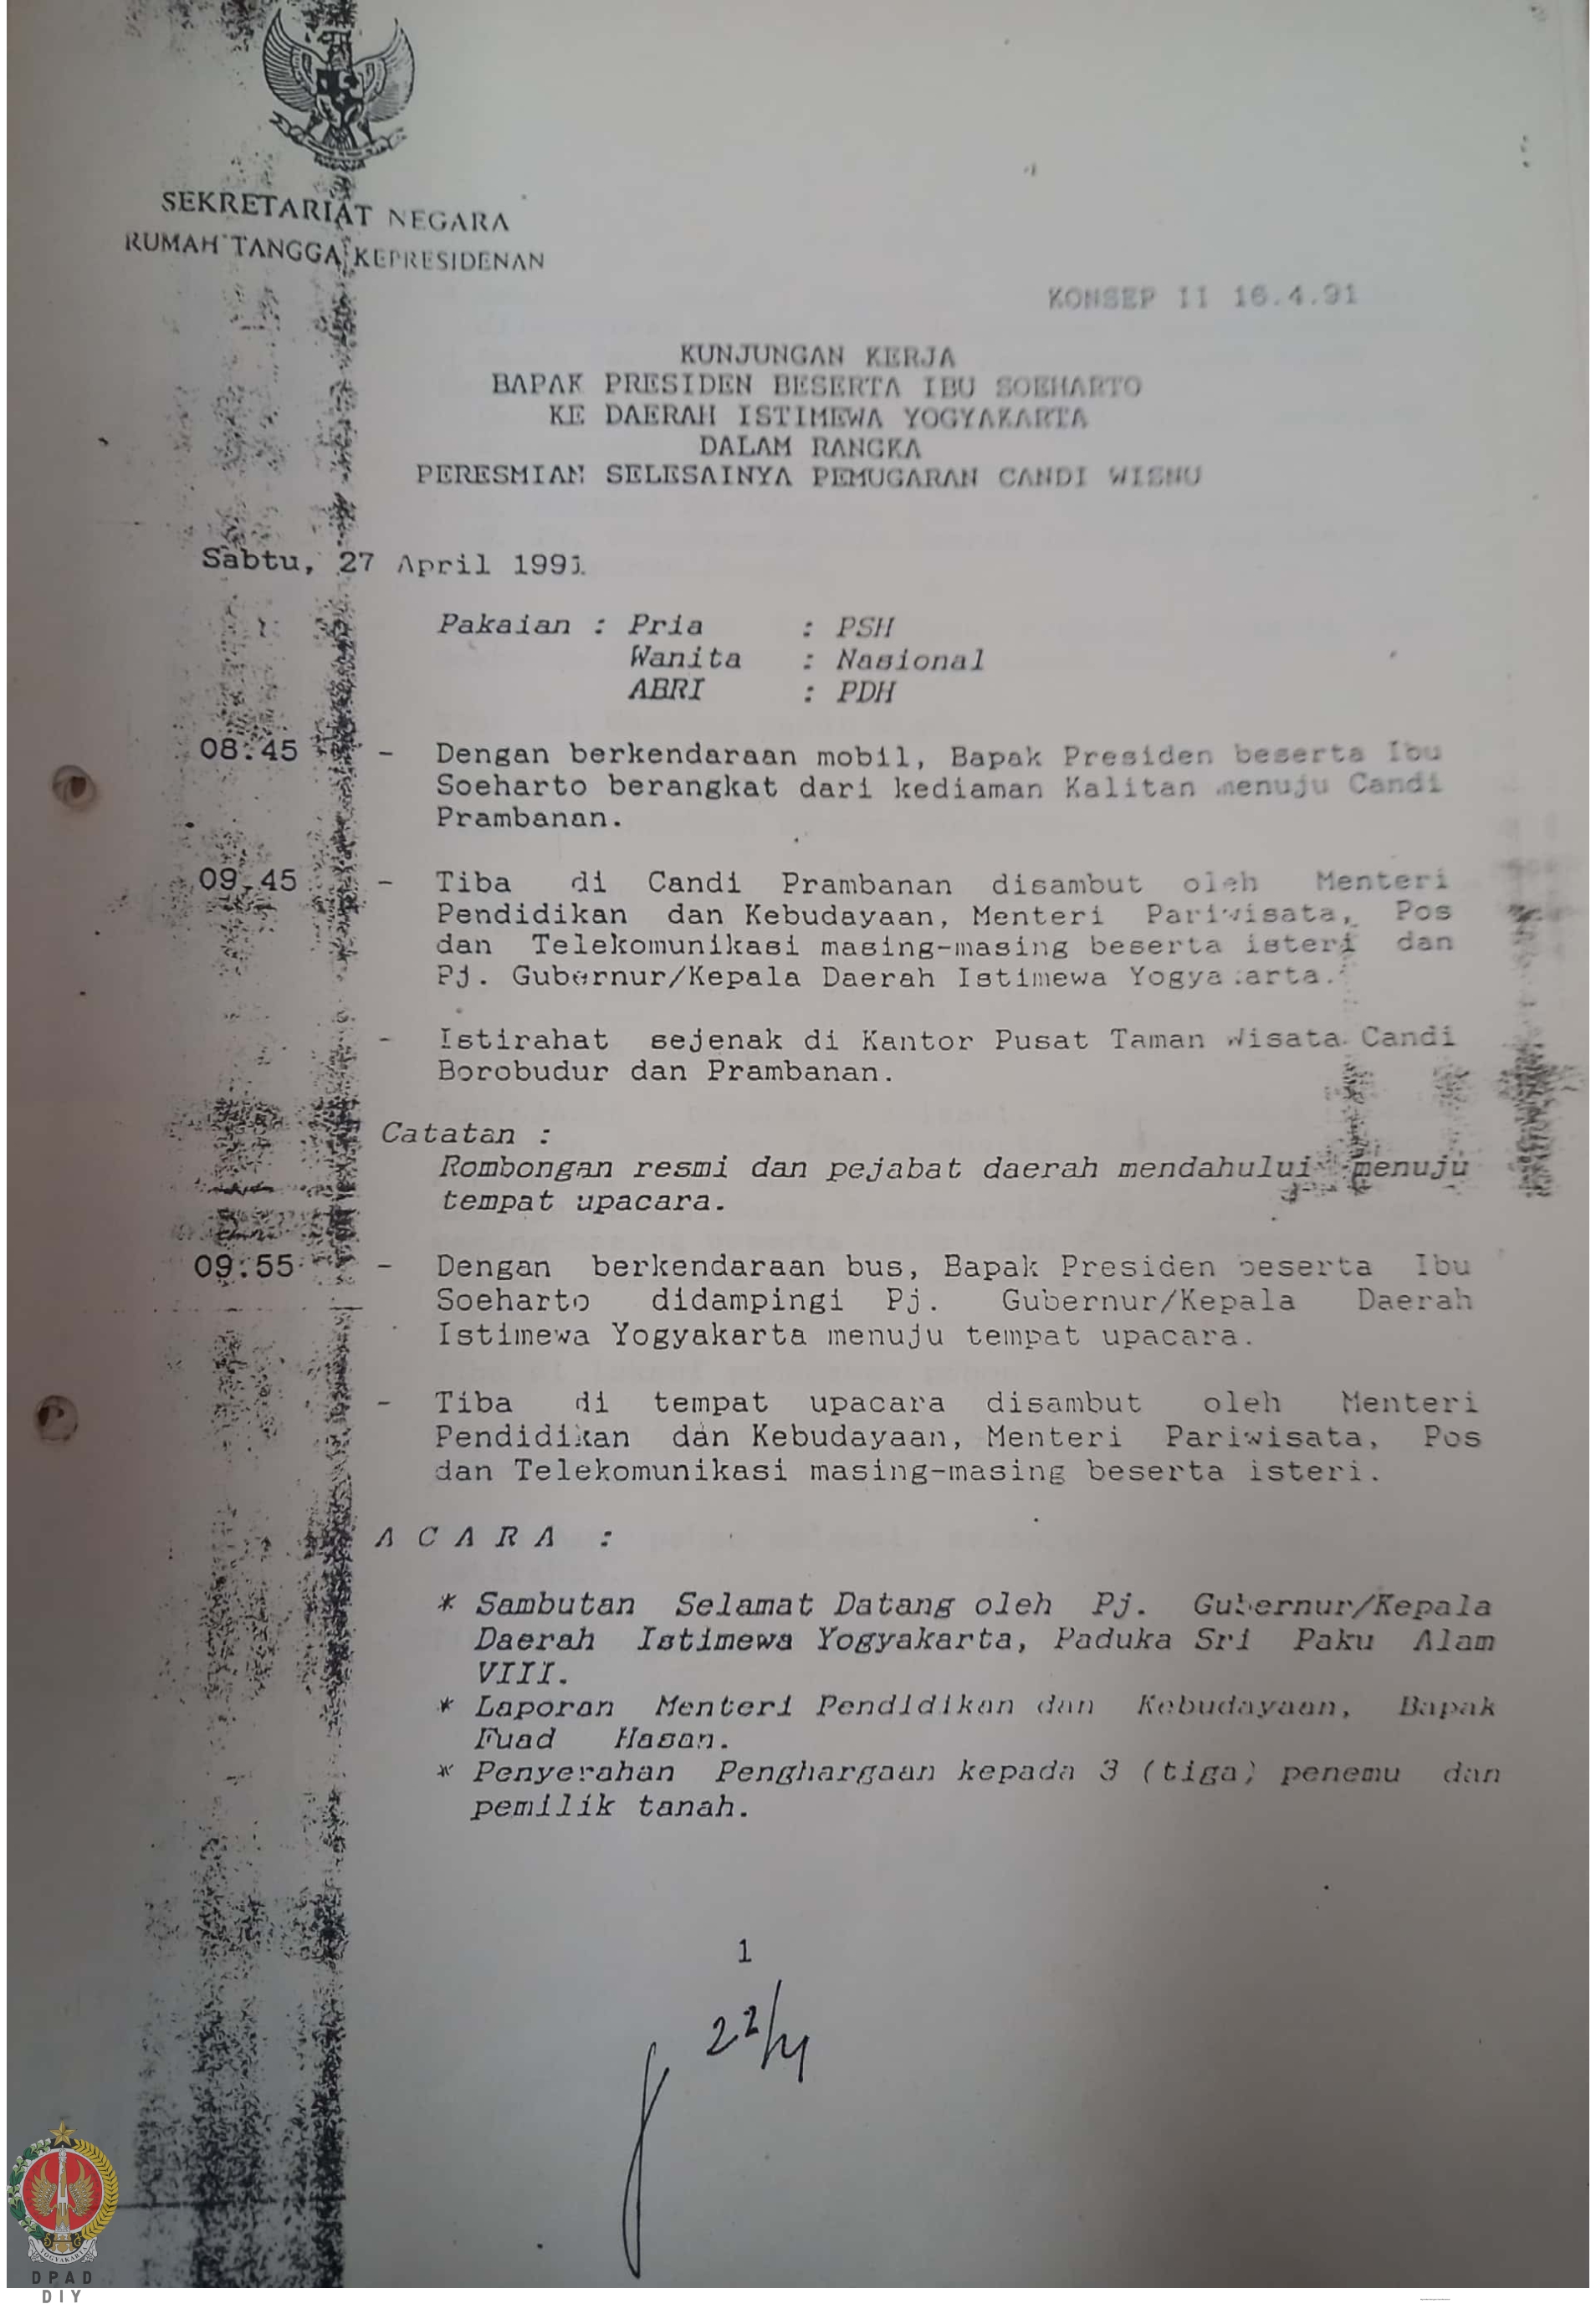 SEKRETARIAT NEGARA
RUMAH TANGGA KEPRESIDENAN
KONSEP II 16.4.91
KUNJUNGAN KERJA
BAPAK PRESIDEN BESERTA IBU SOEHARTO
KE DAERAH ISTIMEWA YOGYAKARTA
DALAM RANGKA
PERESMIAN SELESAINYA PEMUGARAN CANDI WISNU
Sabtu, 27 April 1991
Pakaian : Pria : PSH
Wanita : Nasional
ABRI : PDH
08.45 - Dengan berkendaraan mobil, Bapak Presiden beserta Ibu
Soeharto berangkat dari kediaman Kalitan menuju Candi
Prambanan.
09.45 - Tiba di Candi Prambanan disambut oleh Menteri
Pendidikan dan Kebudayaan, Menteri Pariwisata, Pos
dan Telekomunikasi masing-masing beserta isteri dan
Pj. Gubernur/Kepala Daerah Istimewa Yogyakarta.
- Istirahat sejenak di Kantor Pusat Taman Wisata Candi
Borobudur dan Prambanan.
Catatan :
Rombongan resmi dan pejabat daerah mendahului menuju
tempat upacara.
09.55 - Dengan berkendaraan bus, Bapak Presiden beserta Ibu
Soeharto didampingi Pj. Gubernur/Kepala Daerah
Istimewa Yogyakarta menuju tempat upacara.
- Tiba di tempat upacara disambut oleh Menteri
Pendidikan dan Kebudayaan, Menteri Pariwisata, Pos
dan Telekomunikasi masing-masing beserta isteri.
A C A R A :
* Sambutan Selamat Datang oleh Pj. Gubernur/Kepala
Daerah Istimewa Yogyakarta, Paduka Sri Paku Alam
VIII.
* Laporan Menteri Pendidikan dan Kebudayaan, Bapak
Fuad Hasan.
* Penyerahan Penghargaan kepada 3 (tiga) penemu dan
pemilik tanah.
1
22/4
YOGYAKARTA
DPAD
DIY